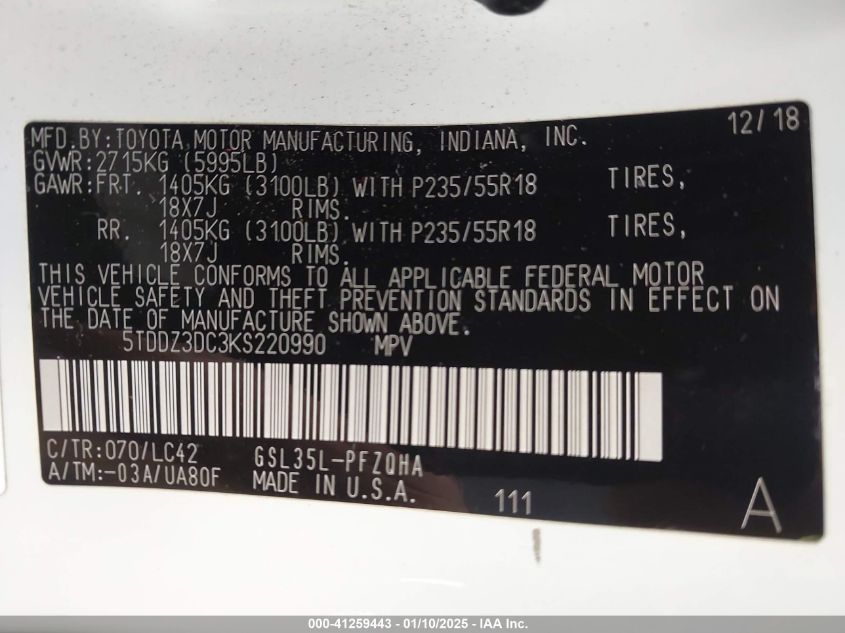 MFD.BY:TOYOTA MOTOR MANUFACTURING, INDIANA, INC. 12/18
GVWR:2715KG (5995LB)
GAWR:FRT. 1405KG (3100LB) WITH P235/55R18 TIRES,
18X7J RIMS.
RR. 1405KG (3100LB) WITH P235/55R18 TIRES,
18X7J RIMS.
THIS VEHICLE CONFORMS TO ALL APPLICABLE FEDERAL MOTOR
VEHICLE SAFETY AND THEFT PREVENTION STANDARDS IN EFFECT ON
THE DATE OF MANUFACTURE SHOWN ABOVE.
5TDDZ3DC3KS220990 MPV
C/TR:070/LC42 GSL35L-PFZQHA
A/TM:-03A/UA80F MADE IN U.S.A. 111 A
000-41259443 - 01/10/2025 - IAA Inc.